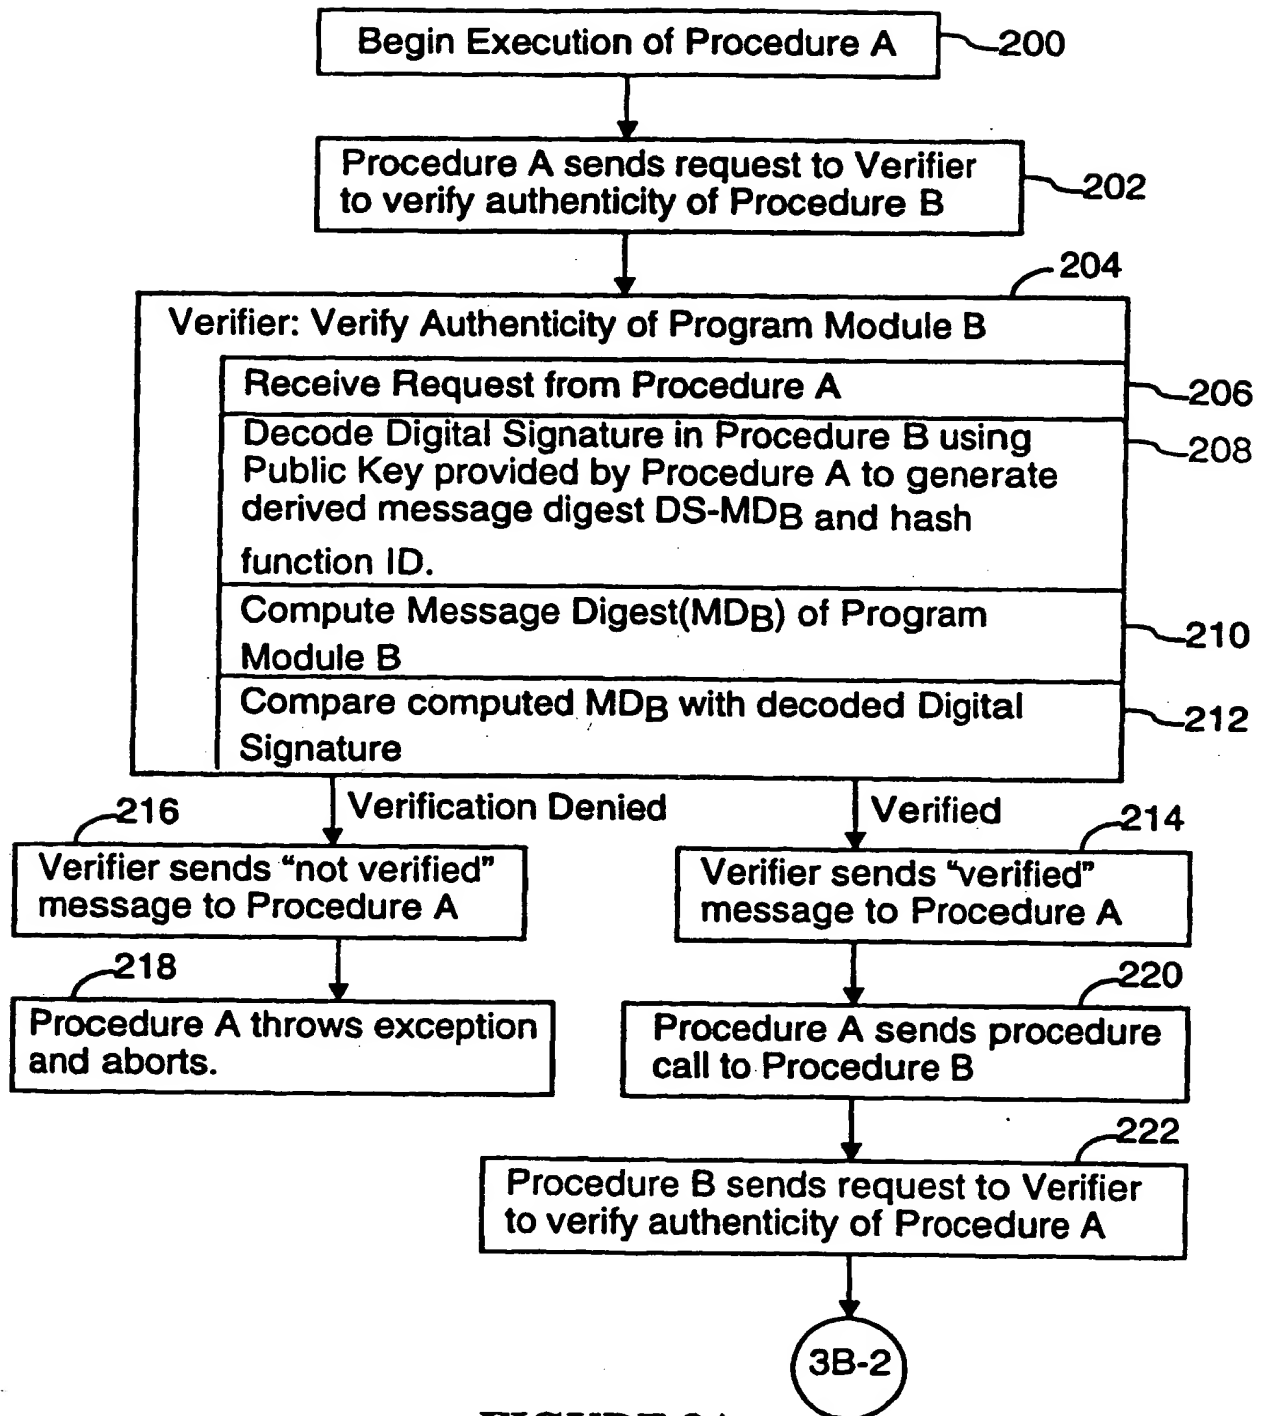 Begin Execution of Procedure A
200
Procedure A sends request to Verifier
to verify authenticity of Procedure B
202
204
Verifier: Verify Authenticity of Program Module B
Receive Request from Procedure A
206
Decode Digital Signature in Procedure B using
Public Key provided by Procedure A to generate
derived message digest DS-MDB and hash
function ID.
208
Compute Message Digest(MDB) of Program
Module B
210
Compare computed MDB with decoded Digital
Signature
212
Verification Denied
Verified
216
Verifier sends “not verified”
message to Procedure A
214
Verifier sends “verified”
message to Procedure A
218
Procedure A throws exception
and aborts.
220
Procedure A sends procedure
call to Procedure B
222
Procedure B sends request to Verifier
to verify authenticity of Procedure A
3B-2